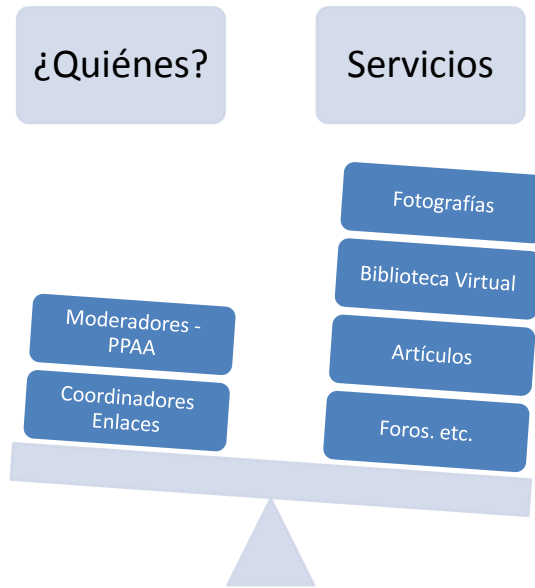 ¿Quiénes?
Servicios
Fotografías
Biblioteca Virtual
Artículos
Foros. etc.
Moderadores -
PPAA
Coordinadores
Enlaces